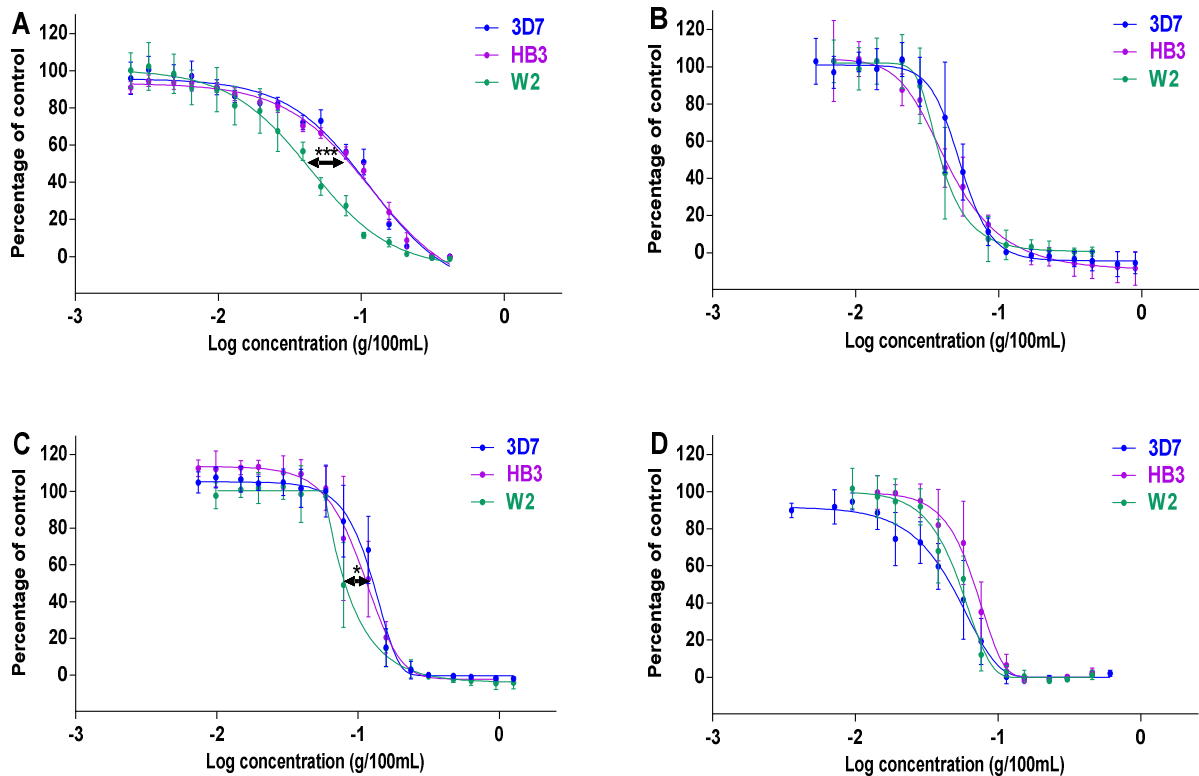 A
Percentage of control
120
100
80
60
40
20
0
-3
-2
-1
0
Log concentration (g/100mL)
3D7
HB3
W2
***
B
Percentage of control
120
100
80
60
40
20
0
-3
-2
-1
0
Log concentration (g/100mL)
3D7
HB3
W2
C
Percentage of control
120
100
80
60
40
20
0
-3
-2
-1
0
Log concentration (g/100mL)
3D7
HB3
W2
*
D
Percentage of control
120
100
80
60
40
20
0
-3
-2
-1
0
Log concentration (g/100mL)
3D7
HB3
W2